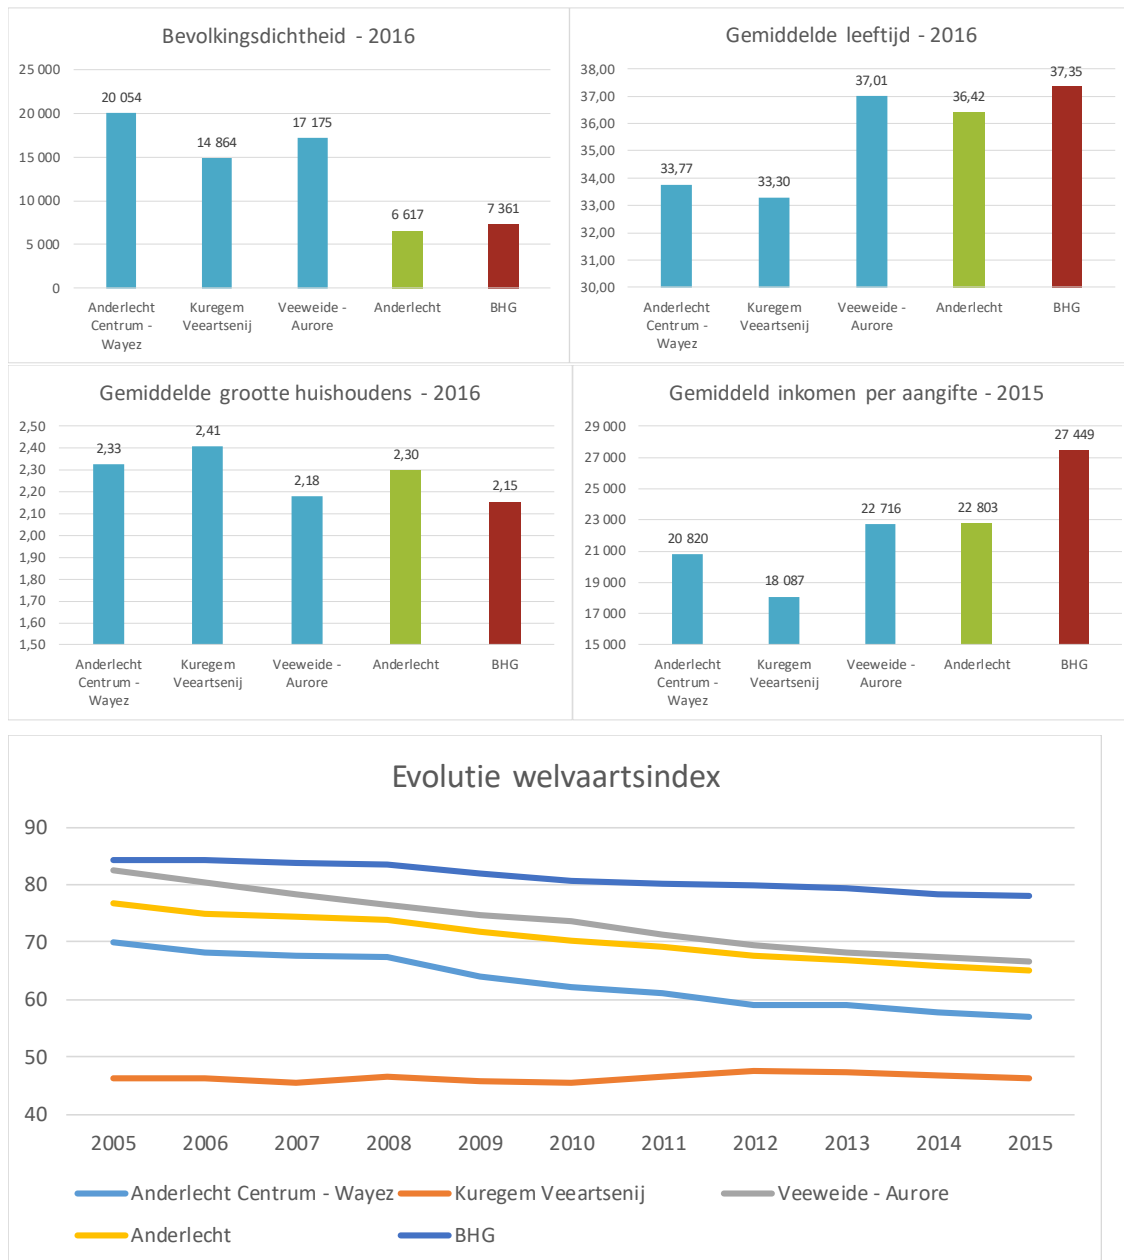 Bevolkingsdichtheid - 2016
25 000
20 000
15 000
10 000
5 000
0
20 054
14 864
17 175
6 617
7 361
Anderlecht
Centrum -
Wayez
Kuregem
Veeartsenij
Veeweide -
Aurore
Anderlecht
BHG
Gemiddelde leeftijd - 2016
38,00
37,00
36,00
35,00
34,00
33,00
32,00
31,00
30,00
33,77
33,30
37,01
36,42
37,35
Anderlecht
Centrum -
Wayez
Kuregem
Veeartsenij
Veeweide -
Aurore
Anderlecht
BHG
Gemiddelde grootte huishoudens - 2016
2,50
2,40
2,30
2,20
2,10
2,00
1,90
1,80
1,70
1,60
1,50
2,33
2,41
2,18
2,30
2,15
Anderlecht
Centrum -
Wayez
Kuregem
Veeartsenij
Veeweide -
Aurore
Anderlecht
BHG
Gemiddeld inkomen per aangifte - 2015
29 000
27 000
25 000
23 000
21 000
19 000
17 000
15 000
20 820
18 087
22 716
22 803
27 449
Anderlecht
Centrum -
Wayez
Kuregem
Veeartsenij
Veeweide -
Aurore
Anderlecht
BHG
Evolutie welvaartsindex
90
80
70
60
50
40
2005 2006 2007 2008 2009 2010 2011 2012 2013 2014 2015
Anderlecht Centrum - Wayez Kuregem Veeartsenij Veeweide - Aurore
Anderlecht BHG